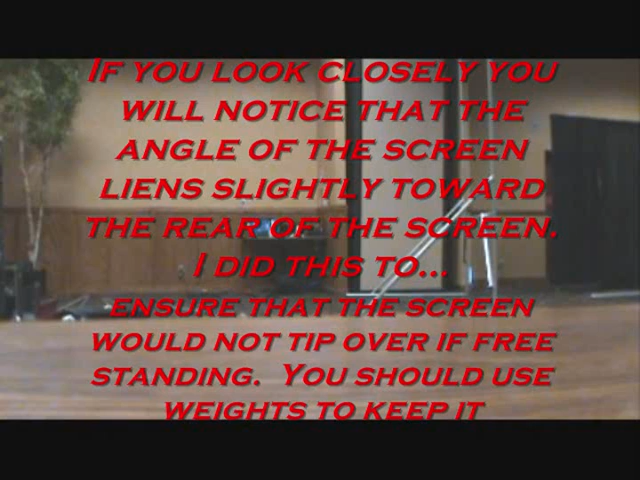 If you look closely you
will notice that the
angle of the screen
liens slightly toward
the rear of the screen.
I did this to...
ensure that the screen
would not tip over if free
standing. You should use
weights to keep it